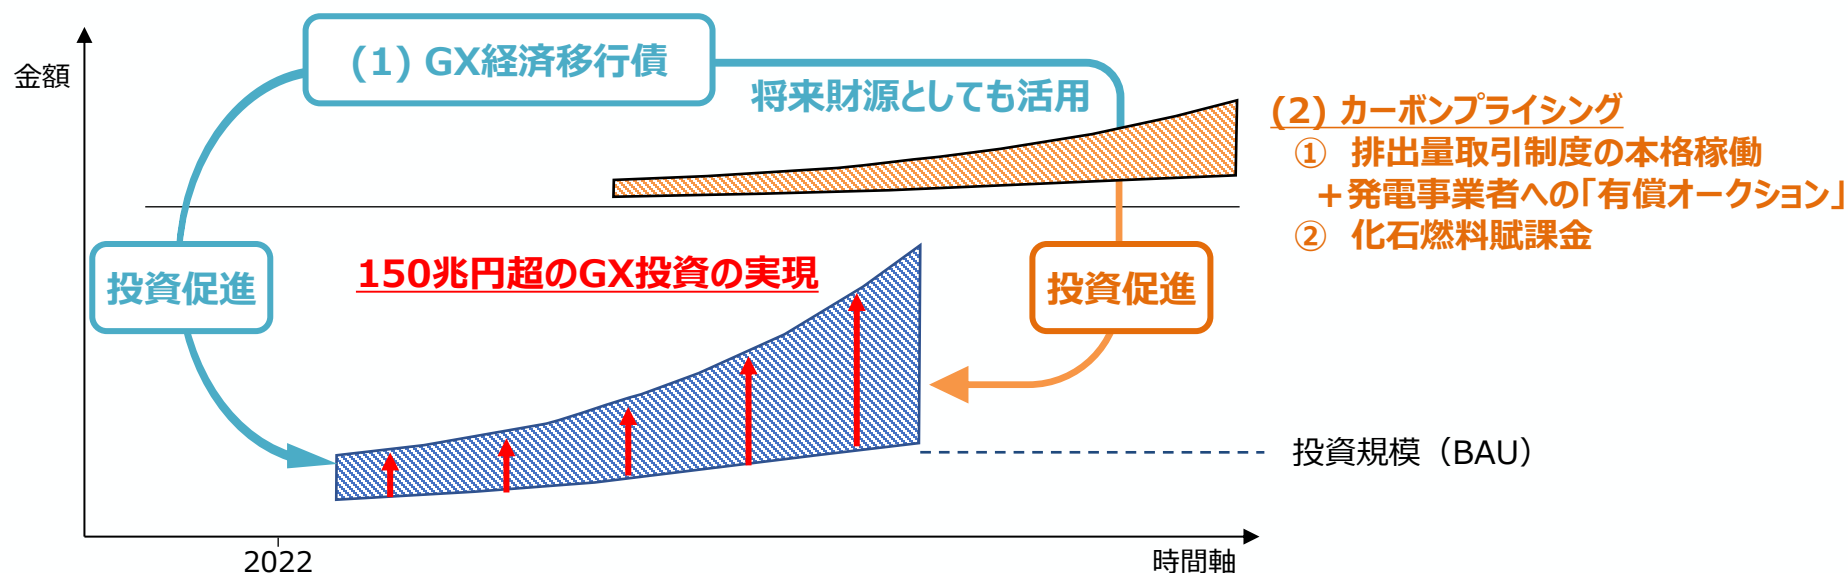 金額
(1) GX経済移行債
将来財源としても活用
(2) カーボンプライシング
① 排出量取引制度の本格稼働
＋発電事業者への「有償オークション」
② 化石燃料賦課金
投資促進
150兆円超のGX投資の実現
投資促進
投資規模（BAU）
2022
時間軸